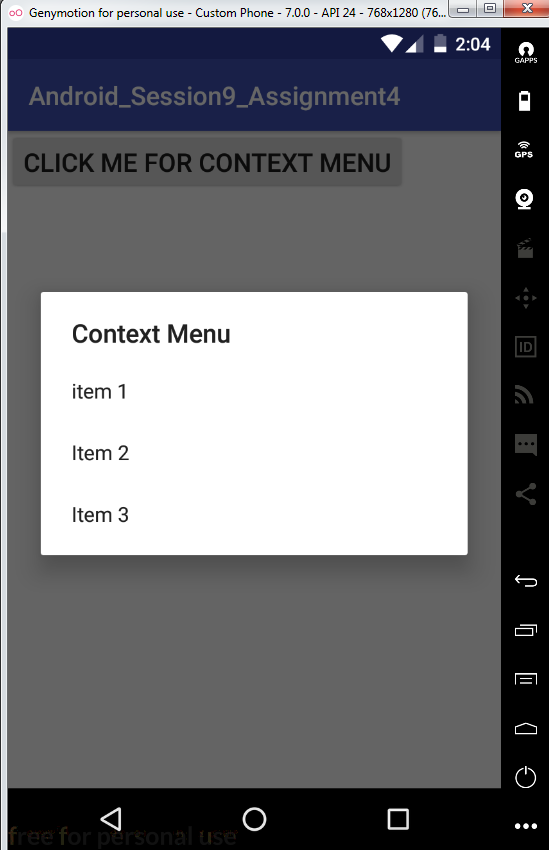 Genymotion for personal use - Custom Phone - 7.0.0 - API 24 - 768x1280 (76...
2:04
GAPPS
Android_Session9_Assignment4
CLICK ME FOR CONTEXT MENU
GPS
Context Menu
ID
item 1
Item 2
Item 3
free for personal use